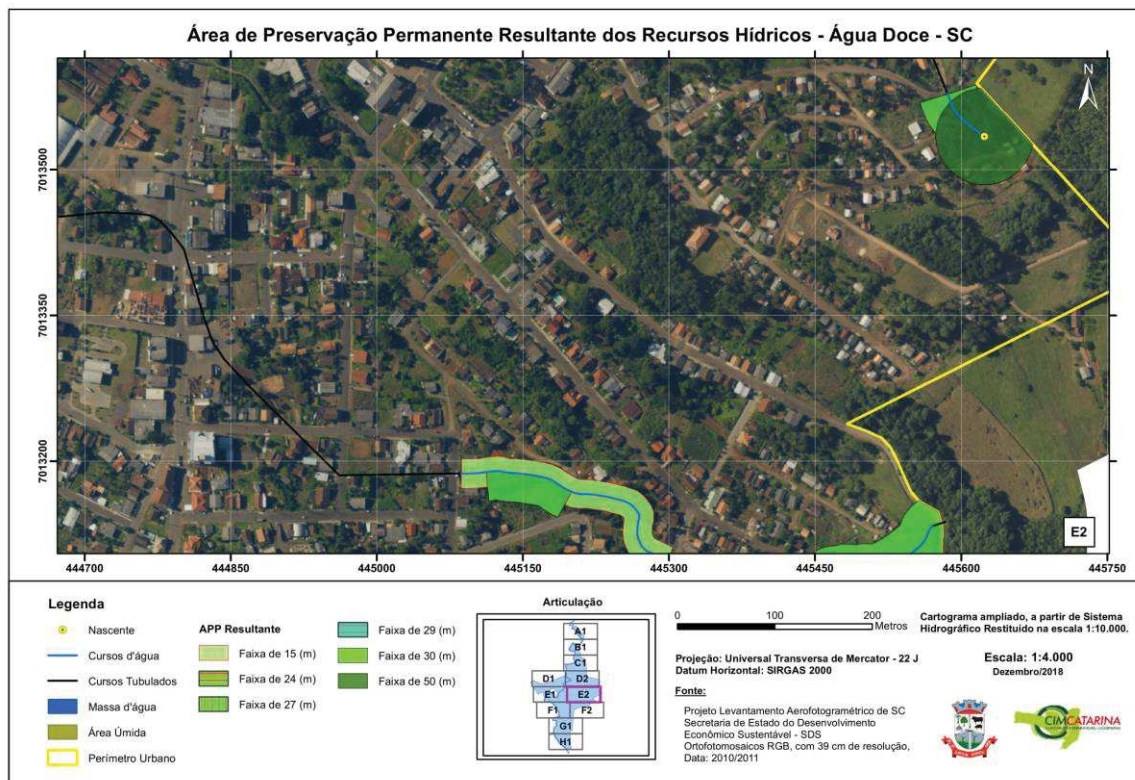 Área de Preservação Permanente Resultante dos Recursos Hídricos - Água Doce - SC
N
7013500
7013350
7013200
E2
444700
444850
445000
445150
445300
445450
445600
445750
Legenda
Nascente
Cursos d'água
Cursos Tubulados
Massa d'água
Área Úmida
Perímetro Urbano
APP Resultante
Faixa de 15 (m)
Faixa de 24 (m)
Faixa de 27 (m)
Faixa de 29 (m)
Faixa de 30 (m)
Faixa de 50 (m)
Articulação
A1
B1
C1
D1
D2
E1
E2
F1
F2
G1
H1
0
100
200
Metros
Projeção: Universal Transversa de Mercator - 22 J
Datum Horizontal: SIRGAS 2000
Fonte:
Projeto Levantamento Aerofotogramétrico de SC
Secretaria de Estado do Desenvolvimento
Econômico Sustentável - SDS
Ortofotomosaicos RGB, com 39 cm de resolução,
Data: 2010/2011
Cartograma ampliado, a partir de Sistema
Hidrográfico Restituído na escala 1:10.000.
Escala: 1:4.000
Dezembro/2018
CIMCATARINA